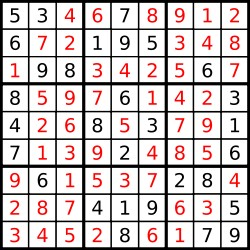 5 3 4 6 7 8 9 1 2
6 7 2 1 9 5 3 4 8
1 9 8 3 4 2 5 6 7
8 5 9 7 6 1 4 2 3
4 2 6 8 5 3 7 9 1
7 1 3 9 2 4 8 5 6
9 6 1 5 3 7 2 8 4
2 8 7 4 1 9 6 3 5
3 4 5 2 8 6 1 7 9